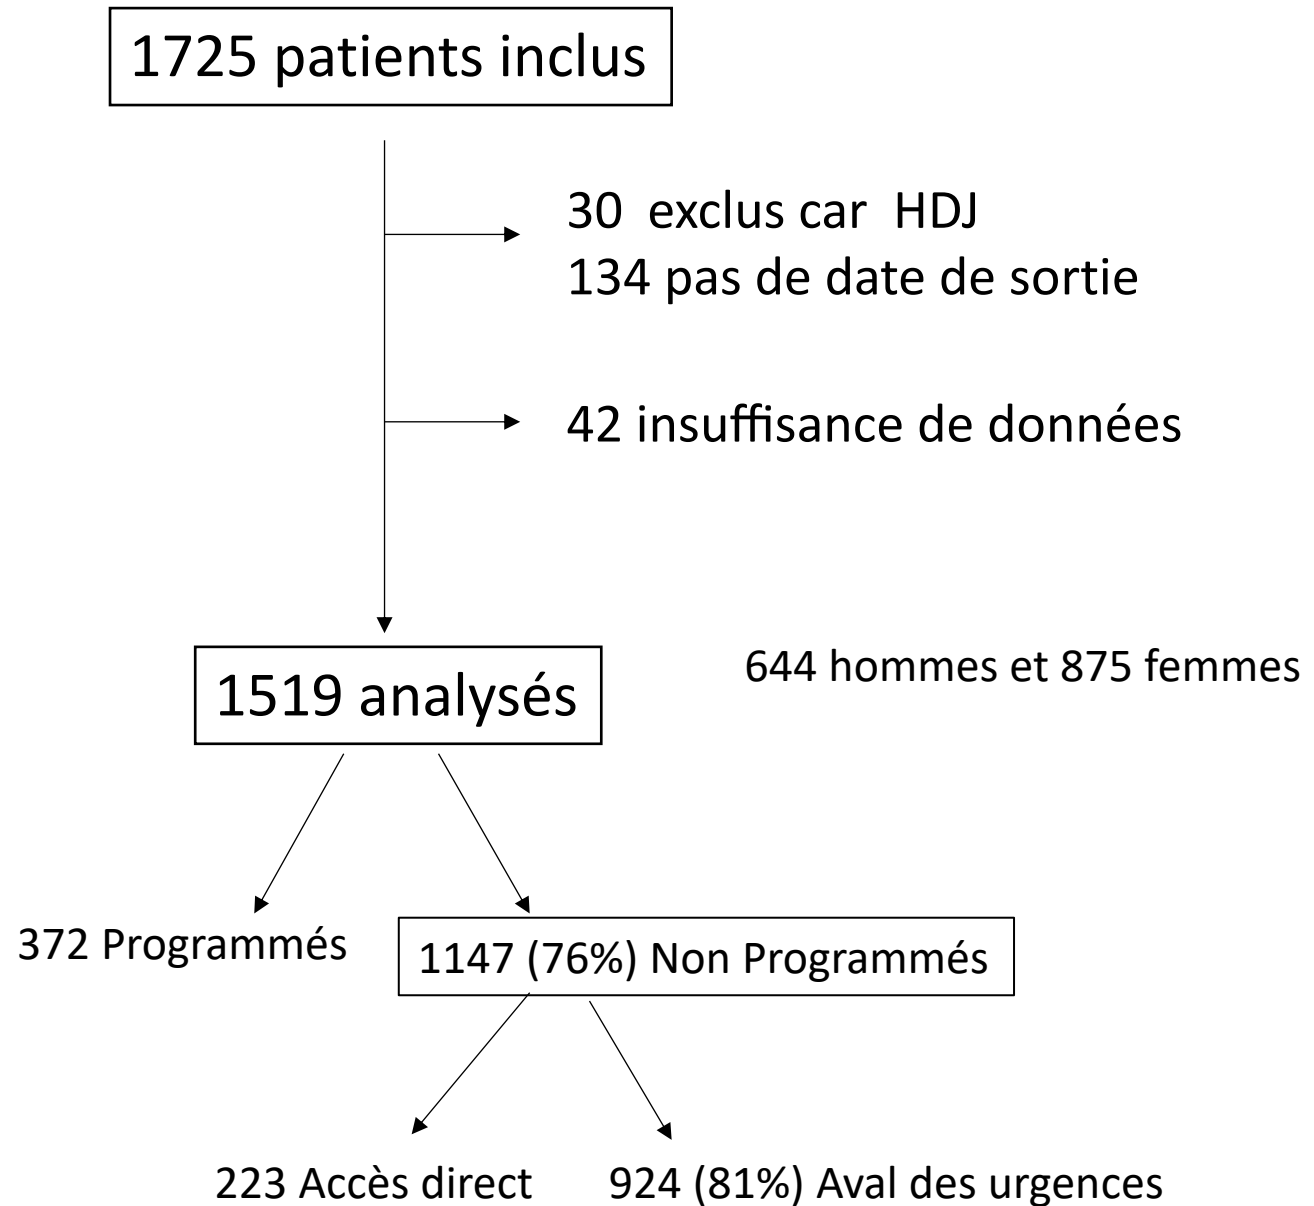 1725 patients inclus
30 exclus car HDJ
134 pas de date de sortie
42 insuffisance de données
644 hommes et 875 femmes
1519 analysés
372 Programmés
1147 (76%) Non Programmés
223 Accès direct
924 (81%) Aval des urgences